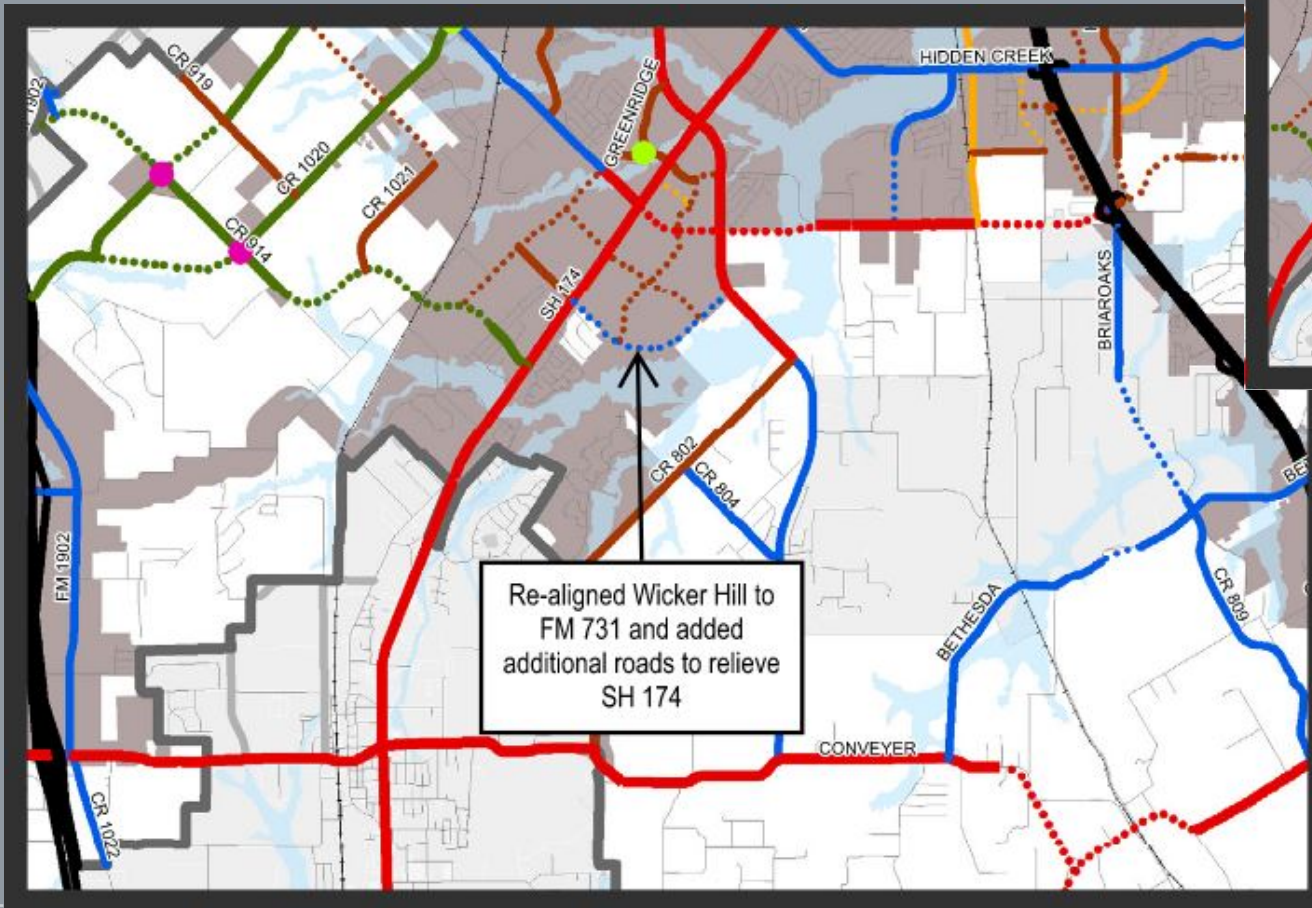 1902
CR 919
GREENRIDGE
HIDDEN CREEK
CR 1020
CR 1021
CR 914
SH 174
BRIAROAKS
CR 802
CR 804
FM 1902
Re-aligned Wicker Hill to
FM 731 and added
additional roads to relieve
SH 174
BETHESDA
CR 809
CONVEYER
CR 1022